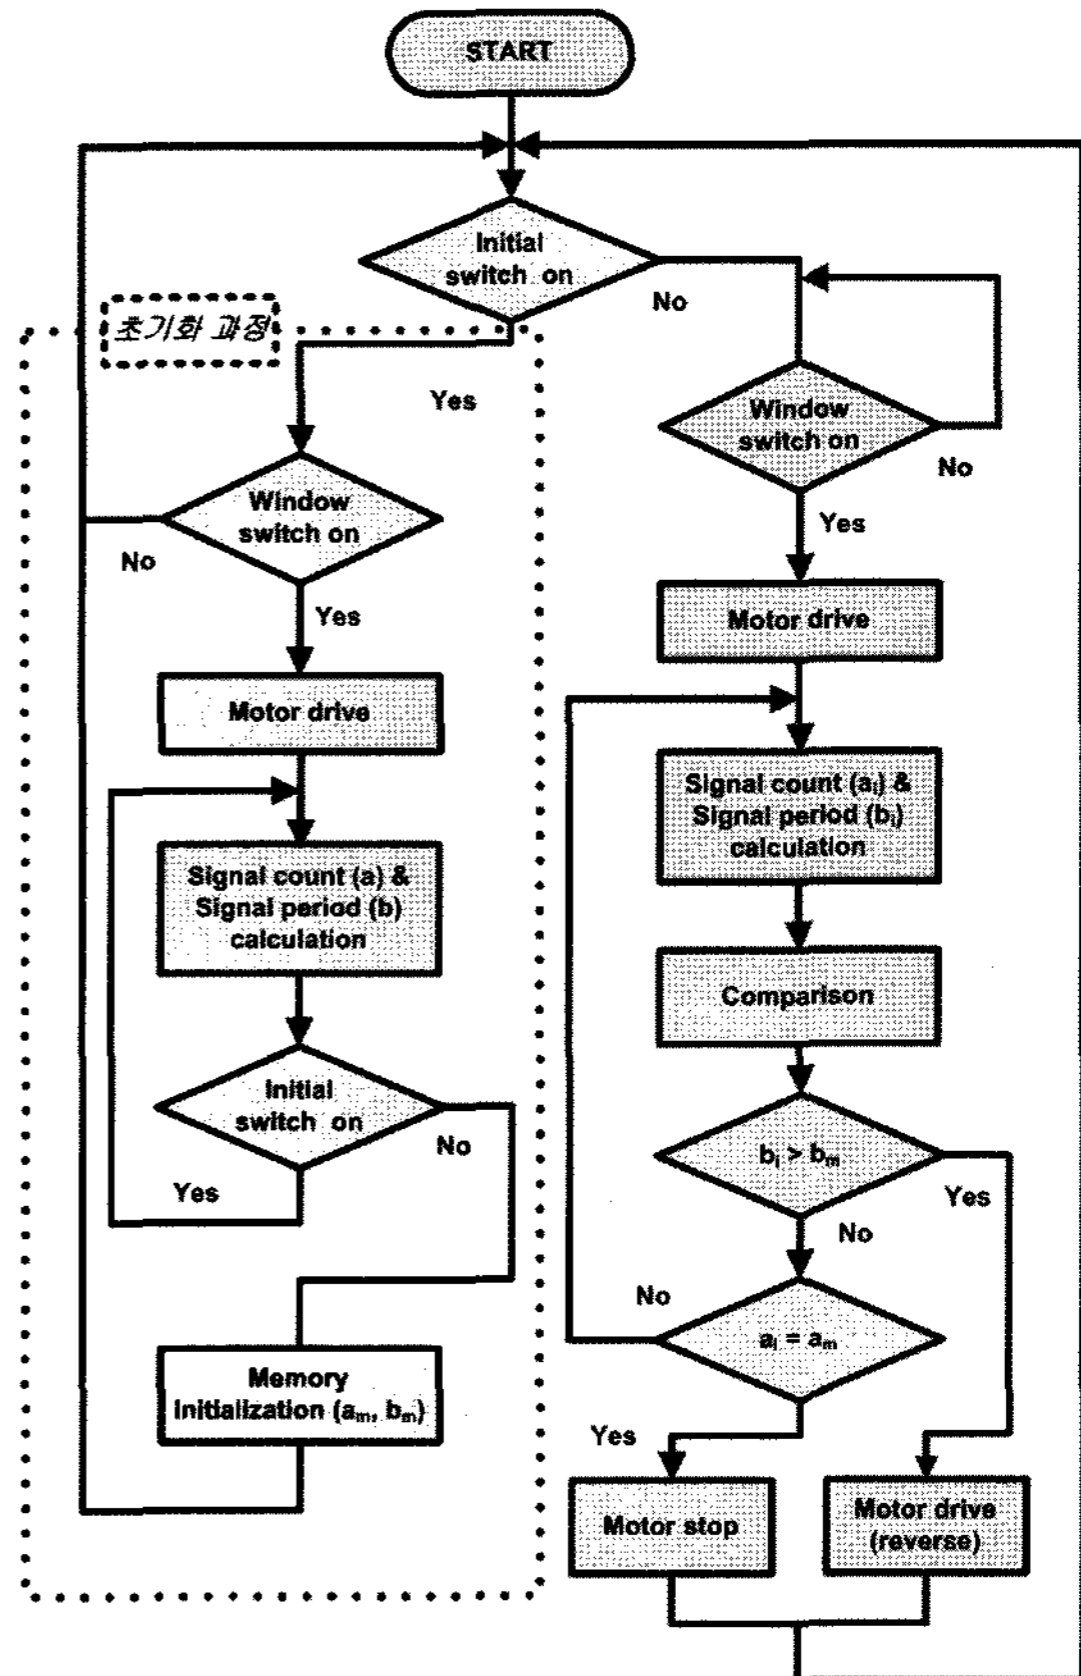 START
Initial
switch on
No
초기화 과정
Yes
Window
switch on
No
Yes
Window
switch on
No
Yes
Motor drive
Motor drive
Signal count (aᵢ) &
Signal period (bᵢ)
calculation
Signal count (a) &
Signal period (b)
calculation
Comparison
Initial
switch on
No
Yes
bᵢ > bₘ
Yes
No
No
aᵢ = aₘ
Memory
Initialization (aₘ, bₘ)
Yes
Motor stop
Motor drive
(reverse)